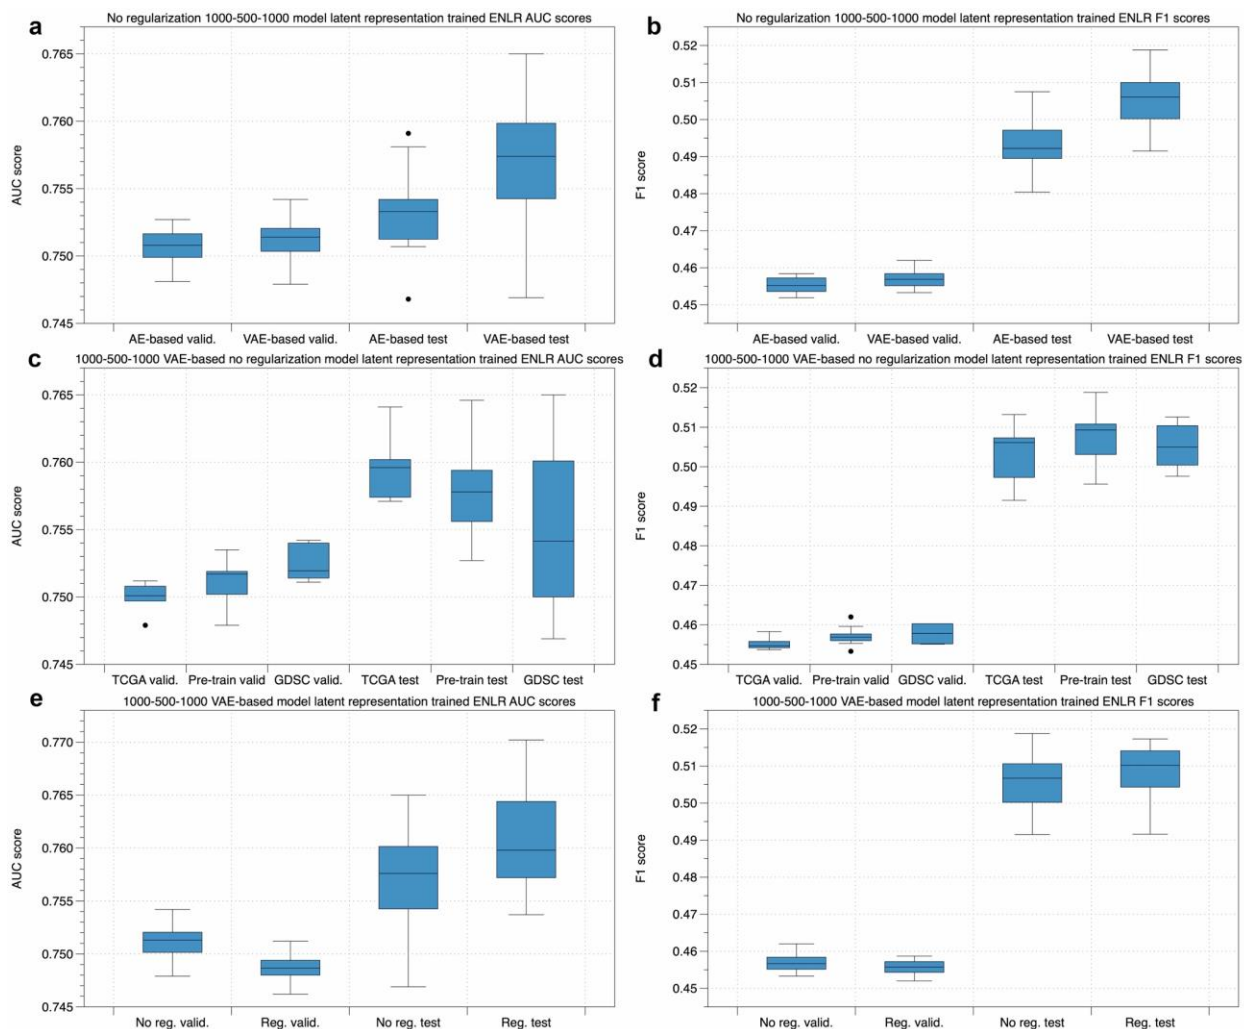 a
No regularization 1000-500-1000 model latent representation trained ENLR AUC scores
0.765
0.760
0.755
0.750
0.745
AUC score
AE-based valid.
VAE-based valid.
AE-based test
VAE-based test
b
No regularization 1000-500-1000 model latent representation trained ENLR F1 scores
0.52
0.51
0.50
0.49
0.48
0.47
0.46
0.45
F1 score
AE-based valid.
VAE-based valid.
AE-based test
VAE-based test
c
1000-500-1000 VAE-based no regularization model latent representation trained ENLR AUC scores
0.765
0.760
0.755
0.750
0.745
AUC score
TCGA valid.
Pre-train valid
GDSC valid.
TCGA test
Pre-train test
GDSC test
d
1000-500-1000 VAE-based no regularization model latent representation trained ENLR F1 scores
0.52
0.51
0.50
0.49
0.48
0.47
0.46
0.45
F1 score
TCGA valid.
Pre-train valid
GDSC valid.
TCGA test
Pre-train test
GDSC test
e
1000-500-1000 VAE-based model latent representation trained ENLR AUC scores
0.770
0.765
0.760
0.755
0.750
0.745
AUC score
No reg. valid.
Reg. valid.
No reg. test
Reg. test
f
1000-500-1000 VAE-based model latent representation trained ENLR F1 scores
0.52
0.51
0.50
0.49
0.48
0.47
0.46
0.45
F1 score
No reg. valid.
Reg. valid.
No reg. test
Reg. test